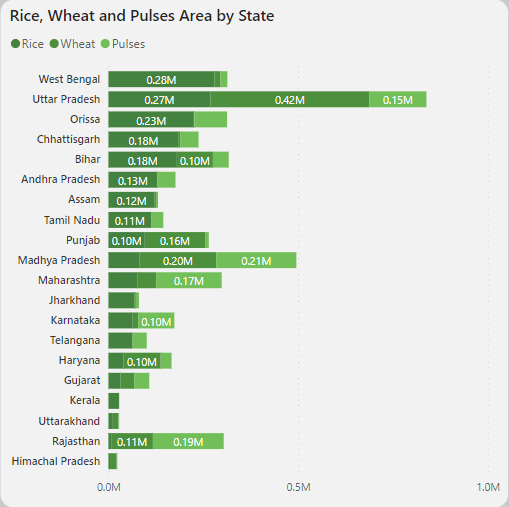 Rice, Wheat and Pulses Area by State
Rice Wheat Pulses
West Bengal 0.28M
Uttar Pradesh 0.27M 0.42M 0.15M
Orissa 0.23M
Chhattisgarh 0.18M
Bihar 0.18M 0.10M
Andhra Pradesh 0.13M
Assam 0.12M
Tamil Nadu 0.11M
Punjab 0.10M 0.16M
Madhya Pradesh 0.20M 0.21M
Maharashtra 0.17M
Jharkhand
Karnataka 0.10M
Telangana
Haryana 0.10M
Gujarat
Kerala
Uttarakhand
Rajasthan 0.11M 0.19M
Himachal Pradesh
0.0M 0.5M 1.0M